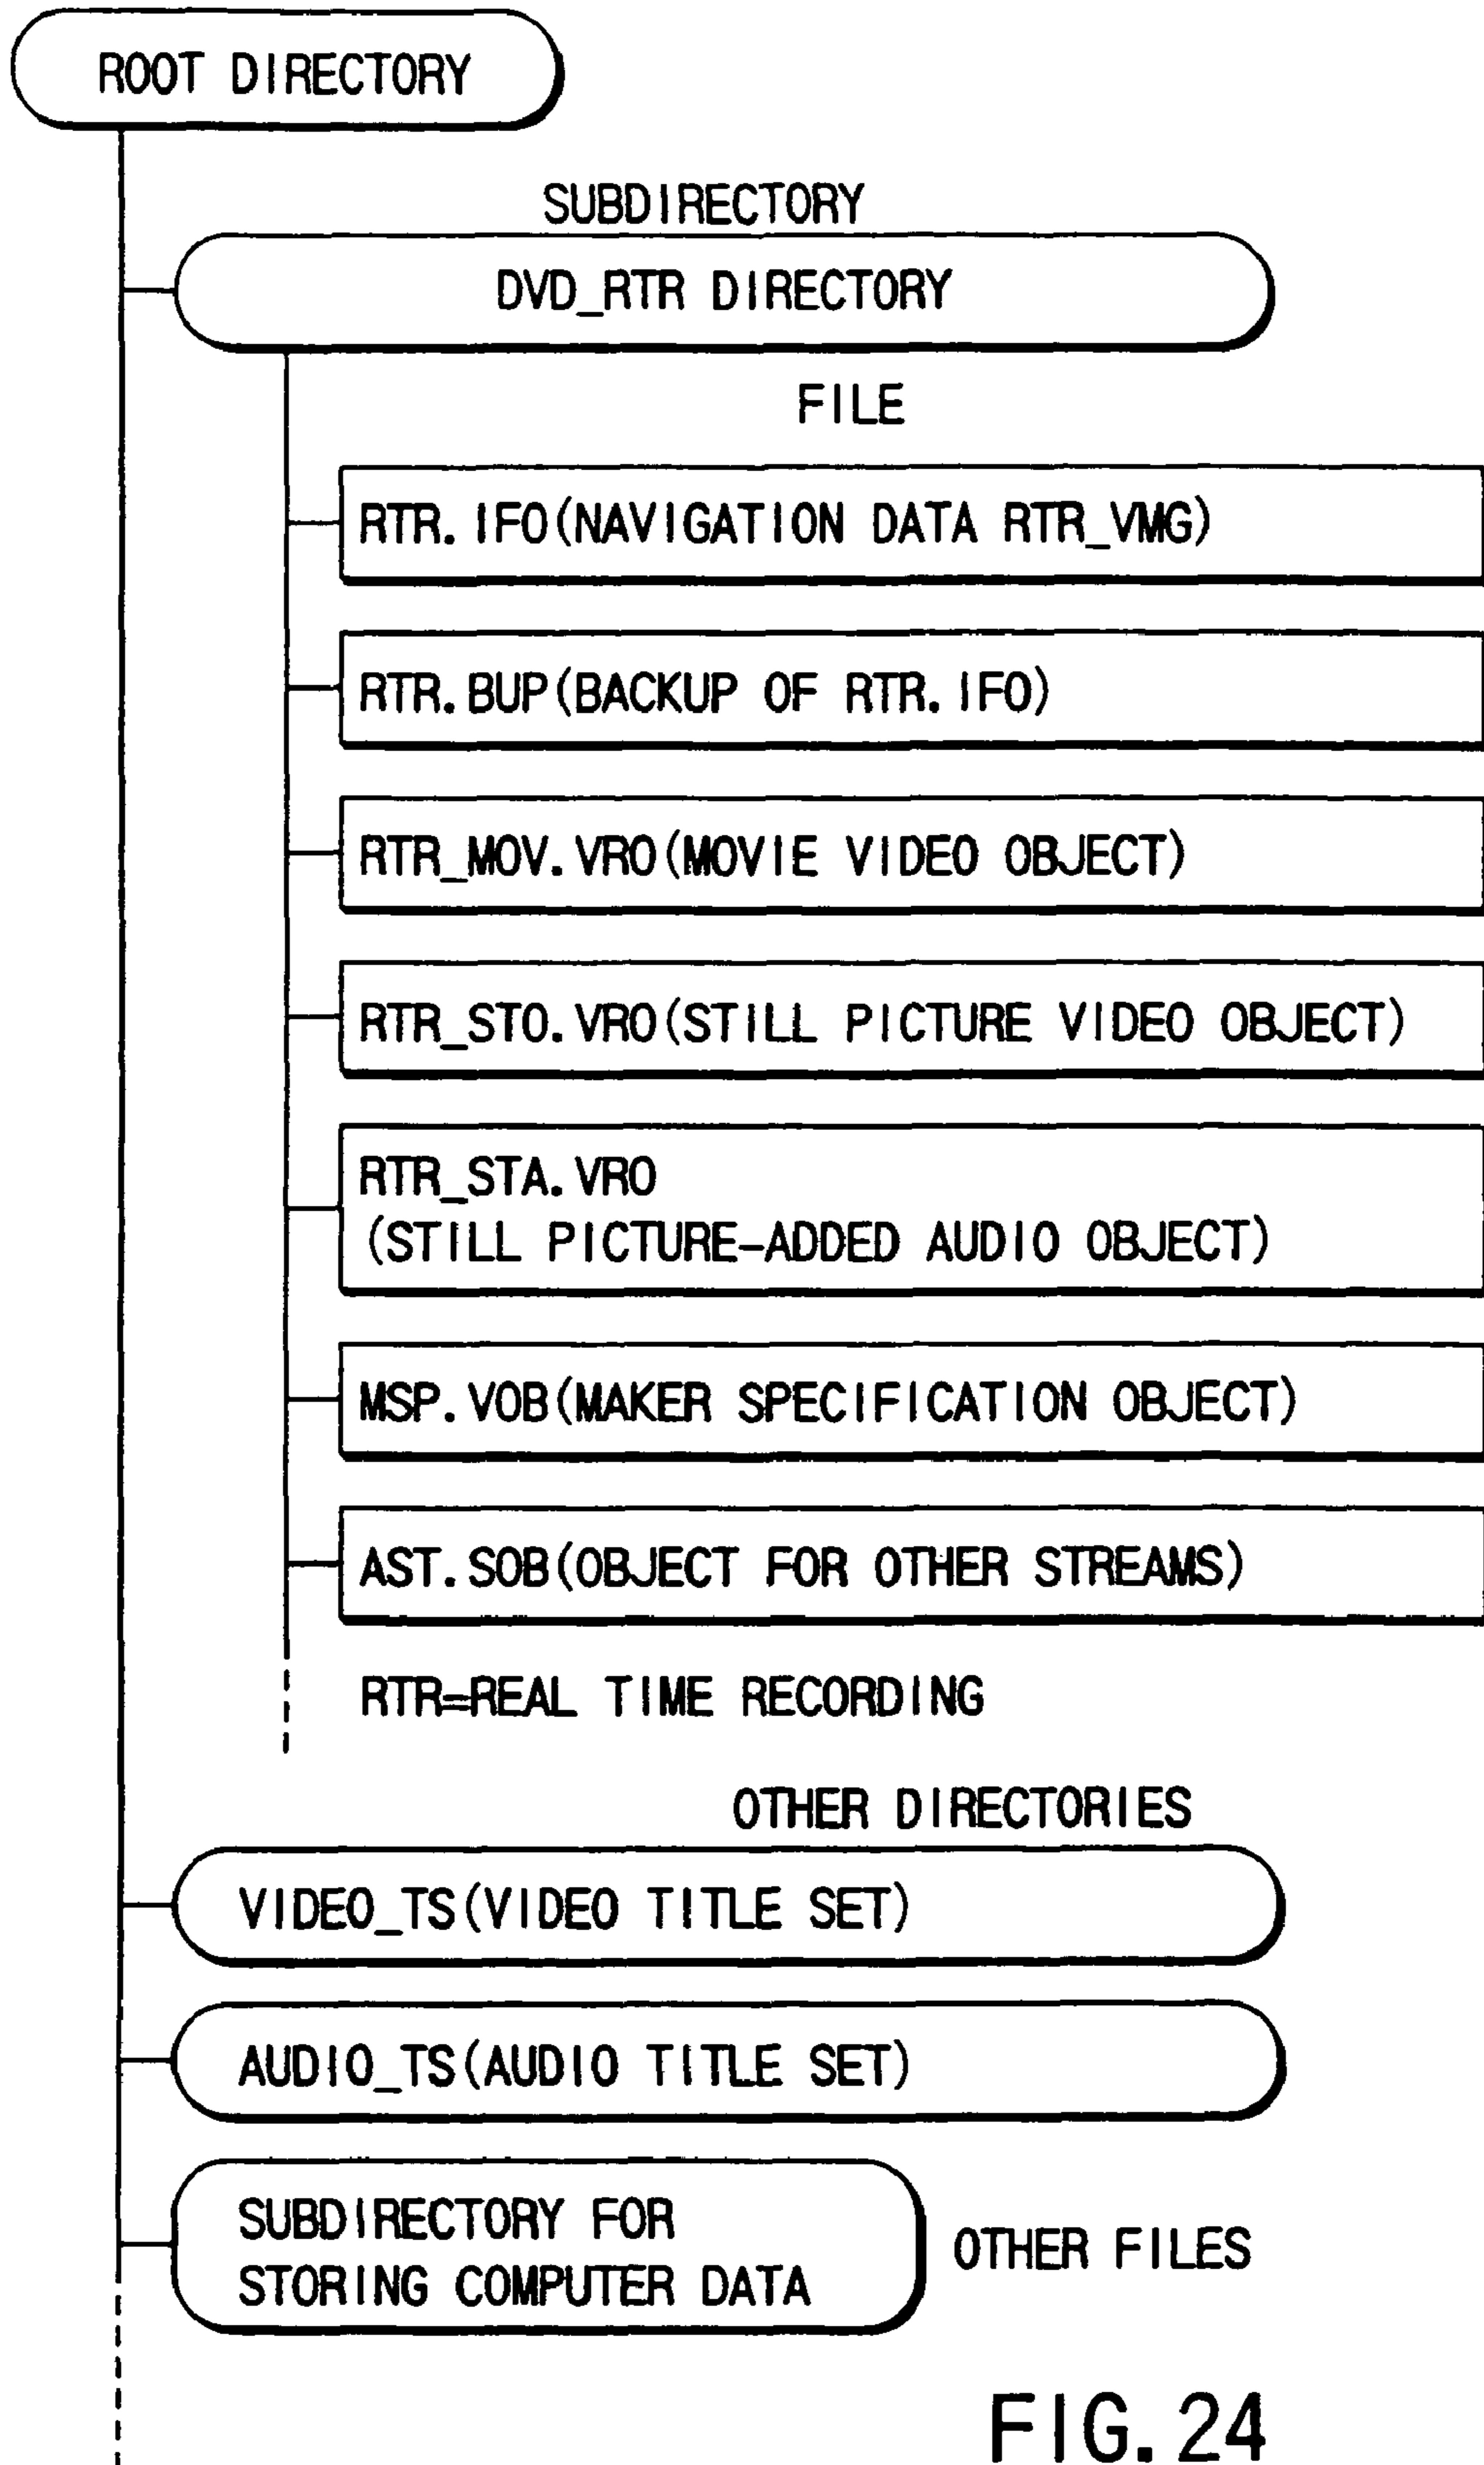 ROOT DIRECTORY
SUBDIRECTORY
DVD_RTR DIRECTORY
FILE
RTR.IFO(NAVIGATION DATA RTR_VMG)
RTR.BUP(BACKUP OF RTR.IFO)
RTR_MOV.VRO(MOVIE VIDEO OBJECT)
RTR_STO.VRO(STILL PICTURE VIDEO OBJECT)
RTR_STA.VRO
(STILL PICTURE-ADDED AUDIO OBJECT)
MSP.VOB(MAKER SPECIFICATION OBJECT)
AST.SOB(OBJECT FOR OTHER STREAMS)
RTR=REAL TIME RECORDING
OTHER DIRECTORIES
VIDEO_TS(VIDEO TITLE SET)
AUDIO_TS(AUDIO TITLE SET)
SUBDIRECTORY FOR
STORING COMPUTER DATA
OTHER FILES
FIG.24